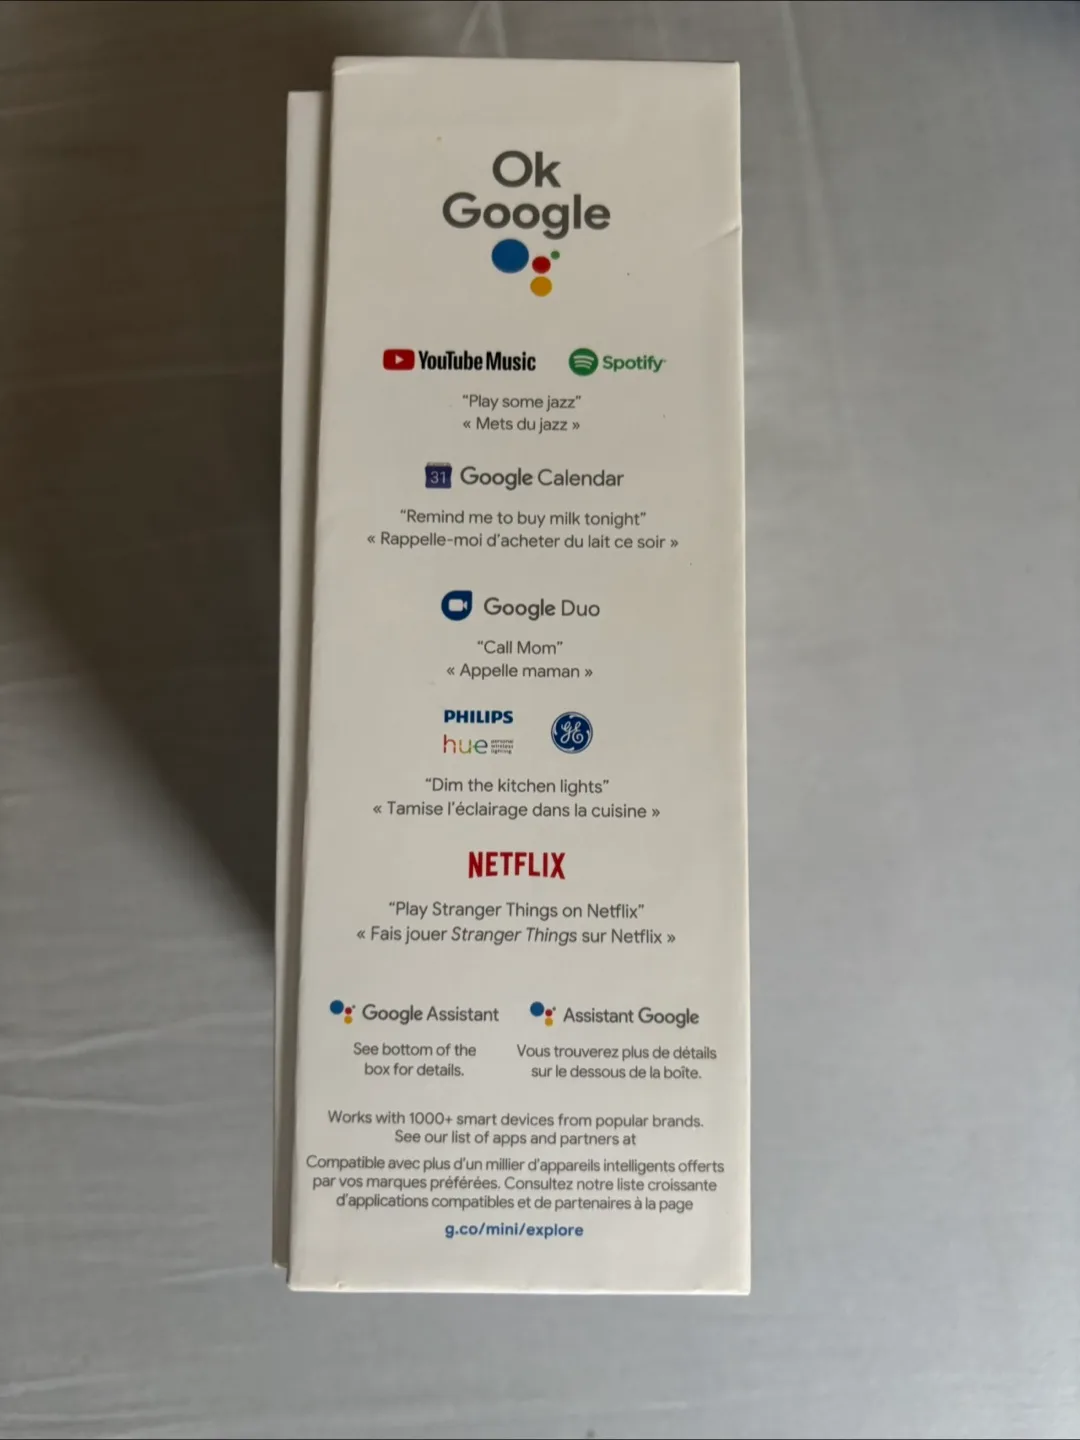 Ok
Google
YouTube Music Spotify
“Play some jazz”
« Mets du jazz »
31 Google Calendar
“Remind me to buy milk tonight”
« Rappelle-moi d’acheter du lait ce soir »
Google Duo
“Call Mom”
« Appelle maman »
PHILIPS
hue personal wireless lighting
GE
“Dim the kitchen lights”
« Tamise l’éclairage dans la cuisine »
NETFLIX
“Play Stranger Things on Netflix”
« Fais jouer Stranger Things sur Netflix »
Google Assistant Assistant Google
See bottom of the Vous trouverez plus de détails
box for details. sur le dessous de la boîte.
Works with 1000+ smart devices from popular brands.
See our list of apps and partners at
Compatible avec plus d’un millier d’appareils intelligents offerts
par vos marques préférées. Consultez notre liste croissante
d’applications compatibles et de partenaires à la page
g.co/mini/explore